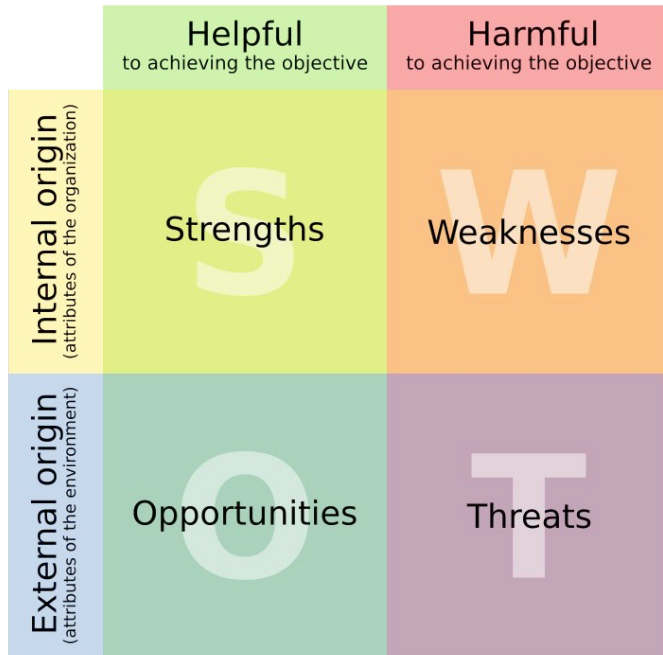 Helpful
to achieving the objective
Harmful
to achieving the objective
Internal origin
(attributes of the organization)
S
Strengths
W
Weaknesses
External origin
(attributes of the environment)
O
Opportunities
T
Threats